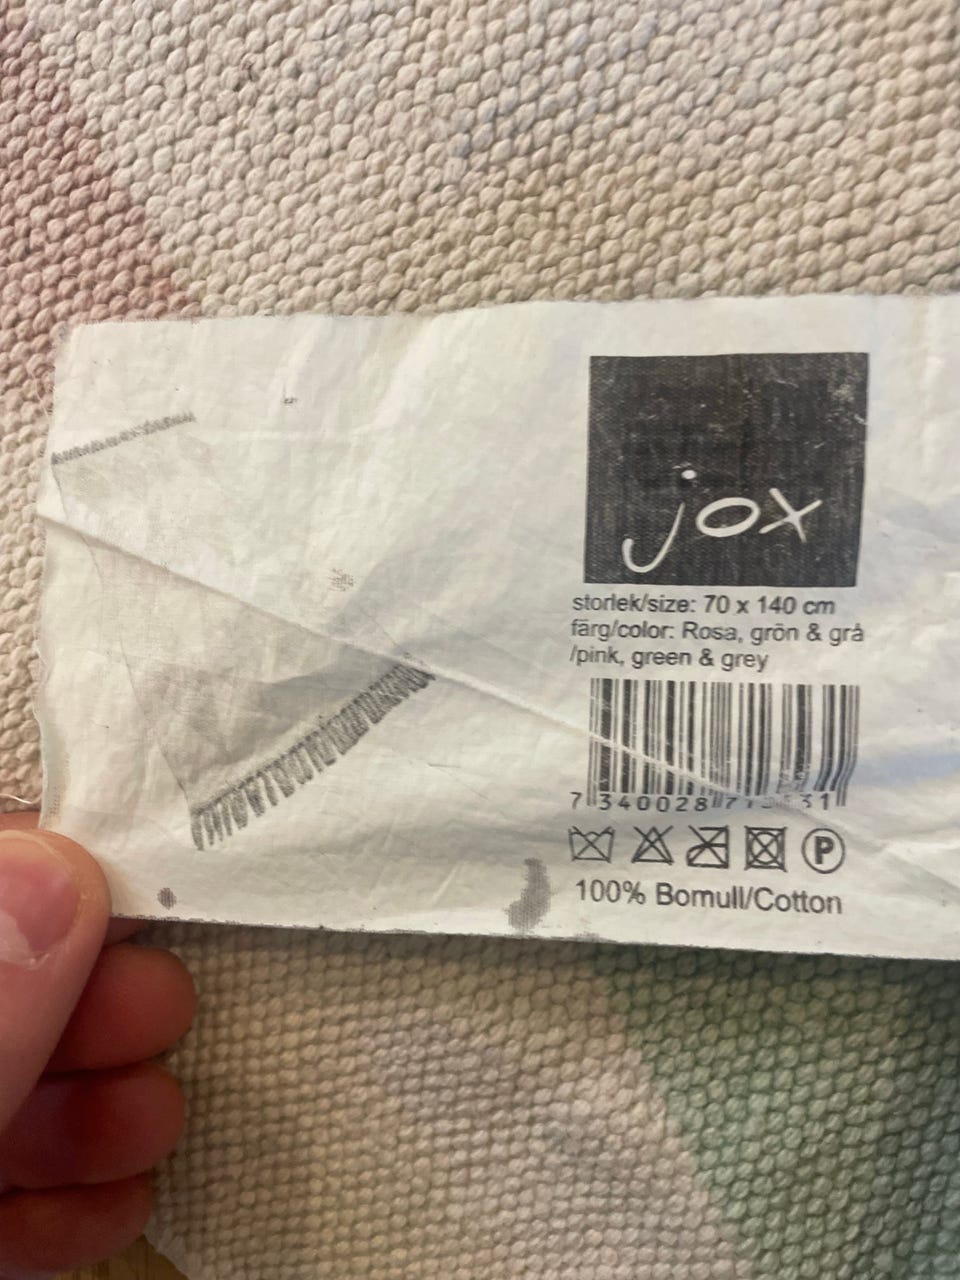 jox
storlek/size: 70 x 140 cm
färg/color: Rosa, grön & grå
/pink, green & grey
P
100% Bomull/Cotton